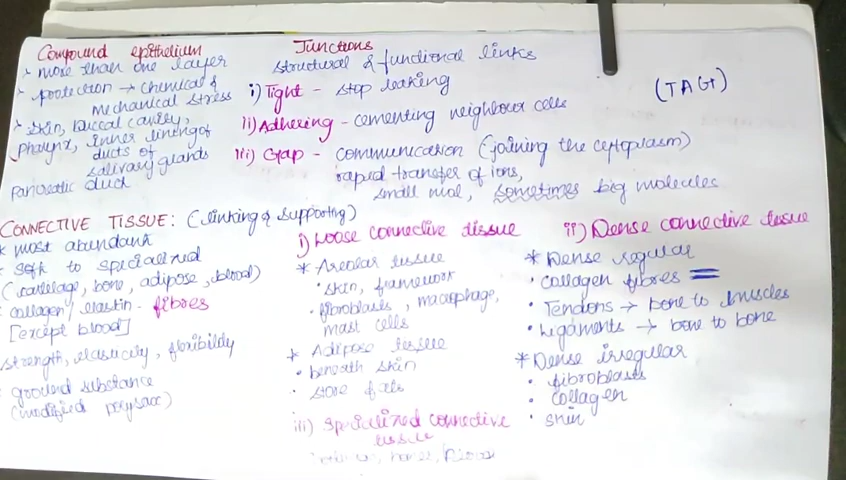 Compound epithelium
more than one layer
protection → Chemical &
Mechanical stress
Skin, Buccal cavity,
Pharynx, inner lining of
ducts of
salivary glands
Pancreatic duct
Junctions
structural & functional links
i) Tight - stop leaking
ii) Adhering - cementing neighbour cells
iii) Gap - communication (joining the cytoplasm)
rapid transfer of ions,
small mol, sometimes big molecules
(TAG)
CONNECTIVE TISSUE: (linking & supporting)
* most abundant
* Soft to specialized
(cartilage, bone, adipose, blood)
collagen/elastin - fibres
[except blood]
strength, elasticity, flexibility
ground substance
(modified polysacc)
i) Loose connective tissue
* Areolar tissue
• skin, framework
• fibroblasts, macrophage,
mast cells
* Adipose tissue
• beneath skin
• store fats
iii) Specialized connective
tissue
ii) Dense connective tissue
* Dense regular
• collagen fibres
• Tendons → bone to muscles
• Ligaments → bone to bone
* Dense irregular
• fibroblasts
• collagen
• skin